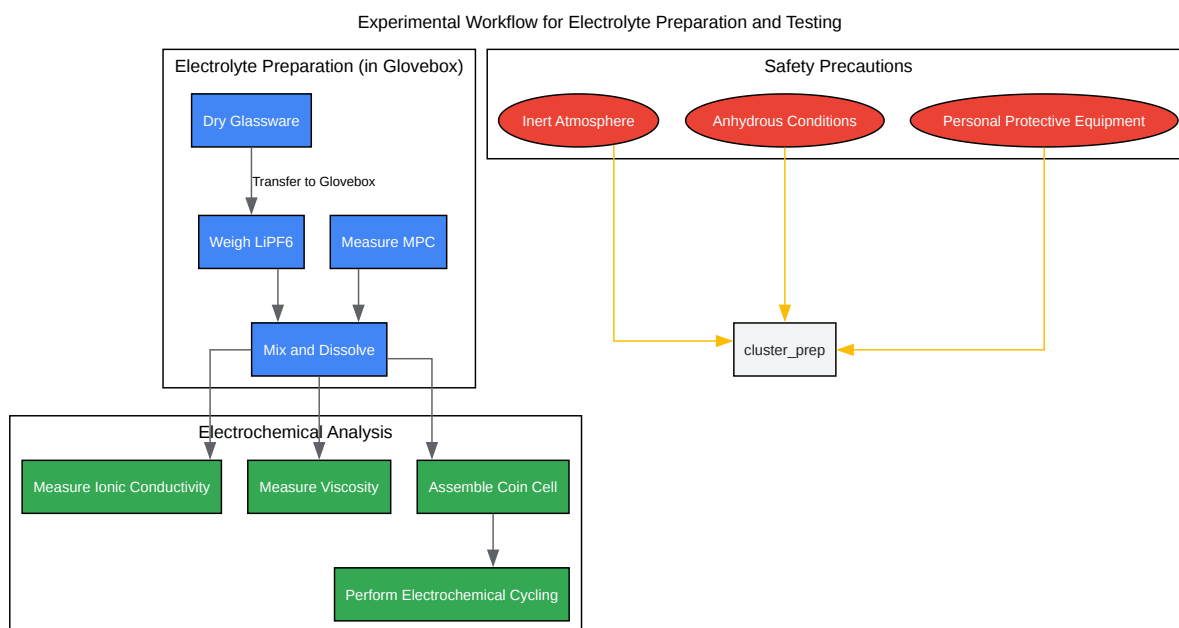 Experimental Workflow for Electrolyte Preparation and Testing
Electrolyte Preparation (in Glovebox)
Safety Precautions
Dry Glassware
Inert Atmosphere
Anhydrous Conditions
Personal Protective Equipment
Transfer to Glovebox
Weigh LiPF6
Measure MPC
Mix and Dissolve
cluster_prep
Electrochemical Analysis
Measure Ionic Conductivity
Measure Viscosity
Assemble Coin Cell
Perform Electrochemical Cycling